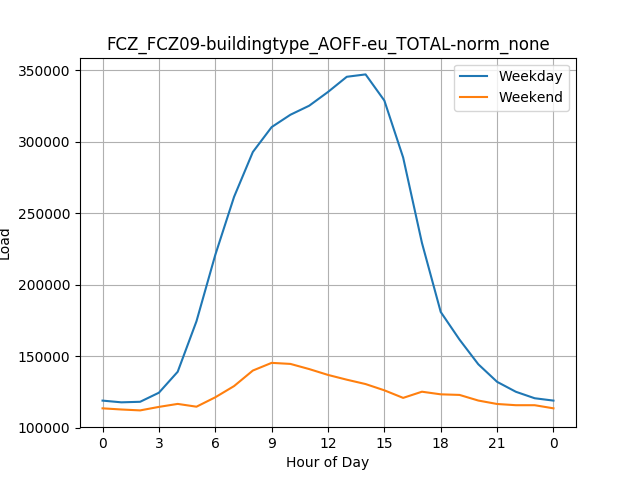 FCZ_FCZ09-buildingtype_AOFF-eu_TOTAL-norm_none
350000
300000
250000
200000
150000
100000
Load
Weekday
Weekend
0 3 6 9 12 15 18 21 0
Hour of Day